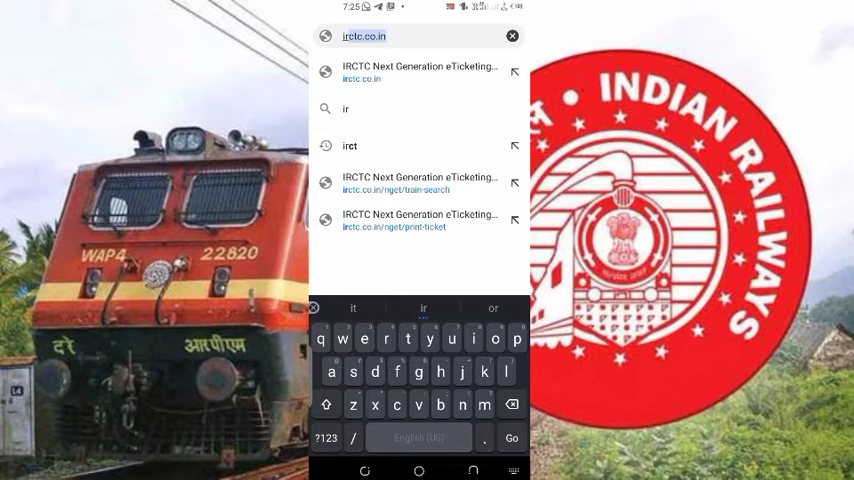 7:25
irctc.co.in
IRCTC Next Generation eTicketing...
irctc.co.in
ir
irct
IRCTC Next Generation eTicketing...
irctc.co.in/nget/train-search
IRCTC Next Generation eTicketing...
irctc.co.in/nget/print-ticket
it ir or
q w e r t y u i o p
a s d f g h j k l
z x c v b n m
?123 / English (US) . Go
WAP4 22620
दरे आरपीएम
INDIAN RAILWAYS